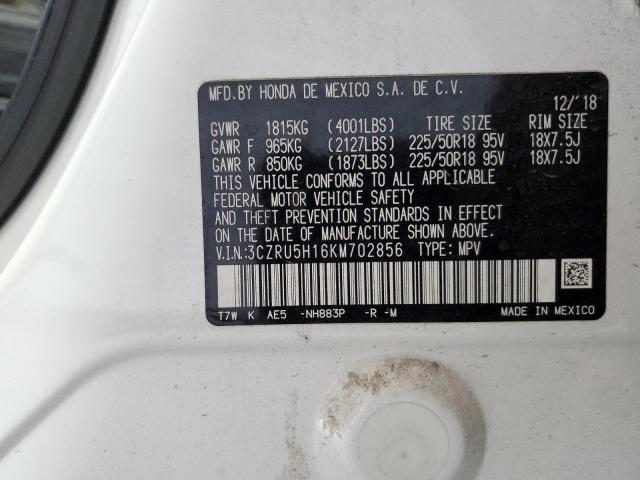 MFD.BY HONDA DE MEXICO S.A. DE C.V.
12/'18
GVWR 1815KG (4001LBS) TIRE SIZE RIM SIZE
GAWR F 965KG (2127LBS) 225/50R18 95V 18X7.5J
GAWR R 850KG (1873LBS) 225/50R18 95V 18X7.5J
THIS VEHICLE CONFORMS TO ALL APPLICABLE
FEDERAL MOTOR VEHICLE SAFETY
AND THEFT PREVENTION STANDARDS IN EFFECT
ON DATE OF MANUFACTURE SHOWN ABOVE.
V.I.N.:3CZRU5H16KM702856 TYPE: MPV
T7W K AE5 -NH883P -R -M
MADE IN MEXICO